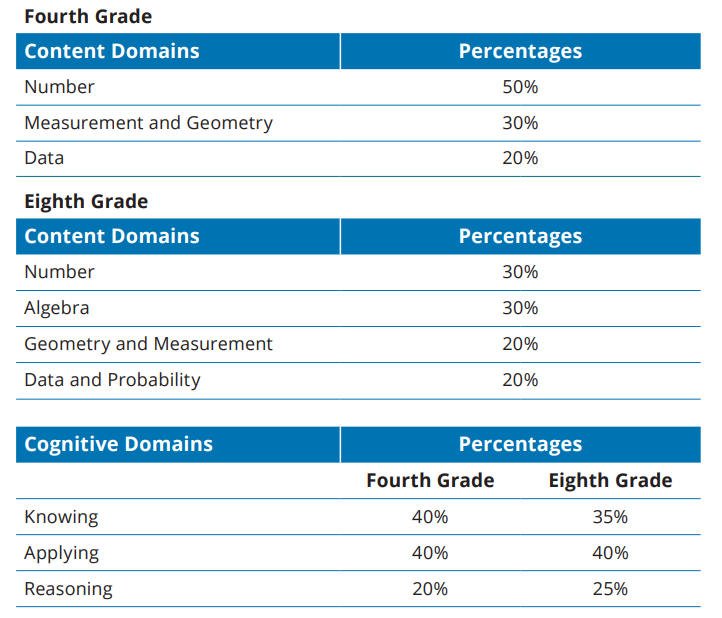 Fourth Grade
Content Domains Percentages
Number 50%
Measurement and Geometry 30%
Data 20%
Eighth Grade
Content Domains Percentages
Number 30%
Algebra 30%
Geometry and Measurement 20%
Data and Probability 20%
Cognitive Domains Percentages
Fourth Grade Eighth Grade
Knowing 40% 35%
Applying 40% 40%
Reasoning 20% 25%